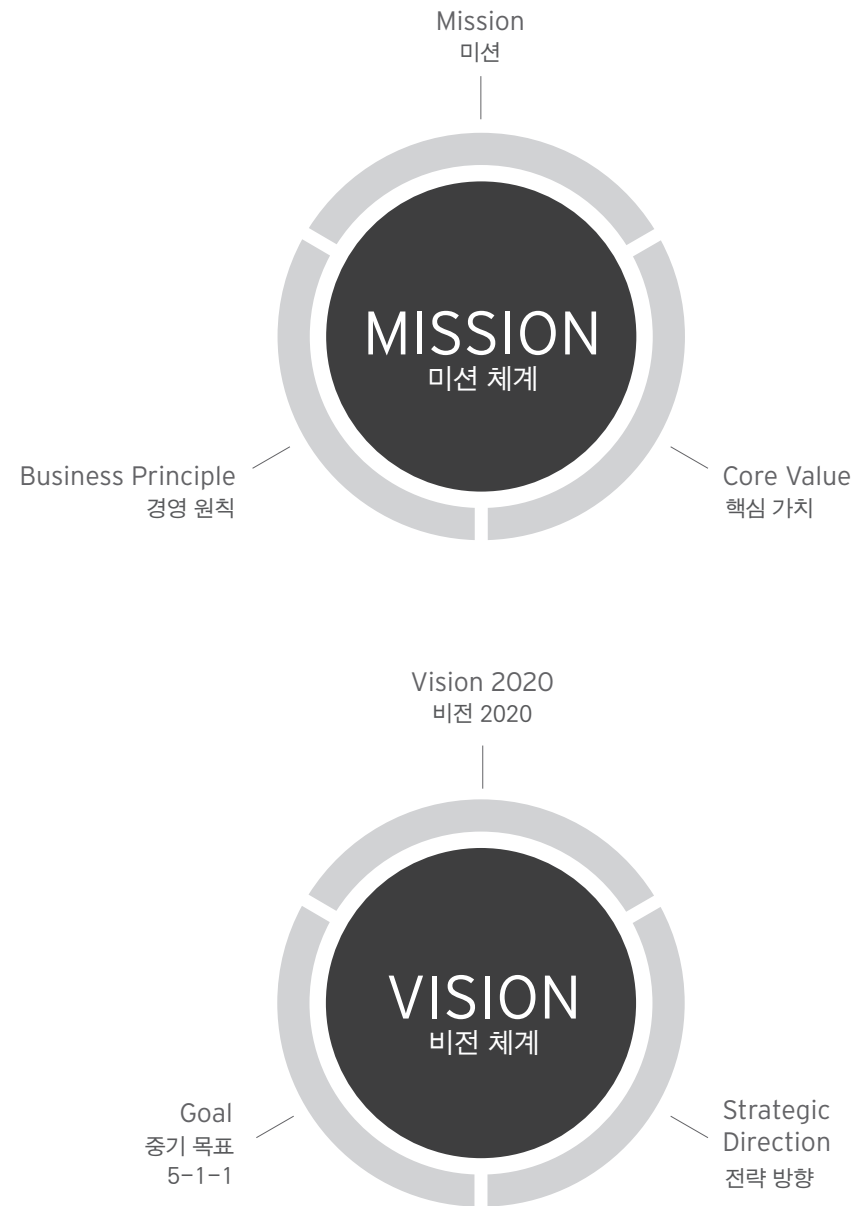 Mission
미션
MISSION
미션 체계
Business Principle
경영 원칙
Core Value
핵심 가치
Vision 2020
비전 2020
VISION
비전 체계
Goal
중기 목표
5-1-1
Strategic
Direction
전략 방향